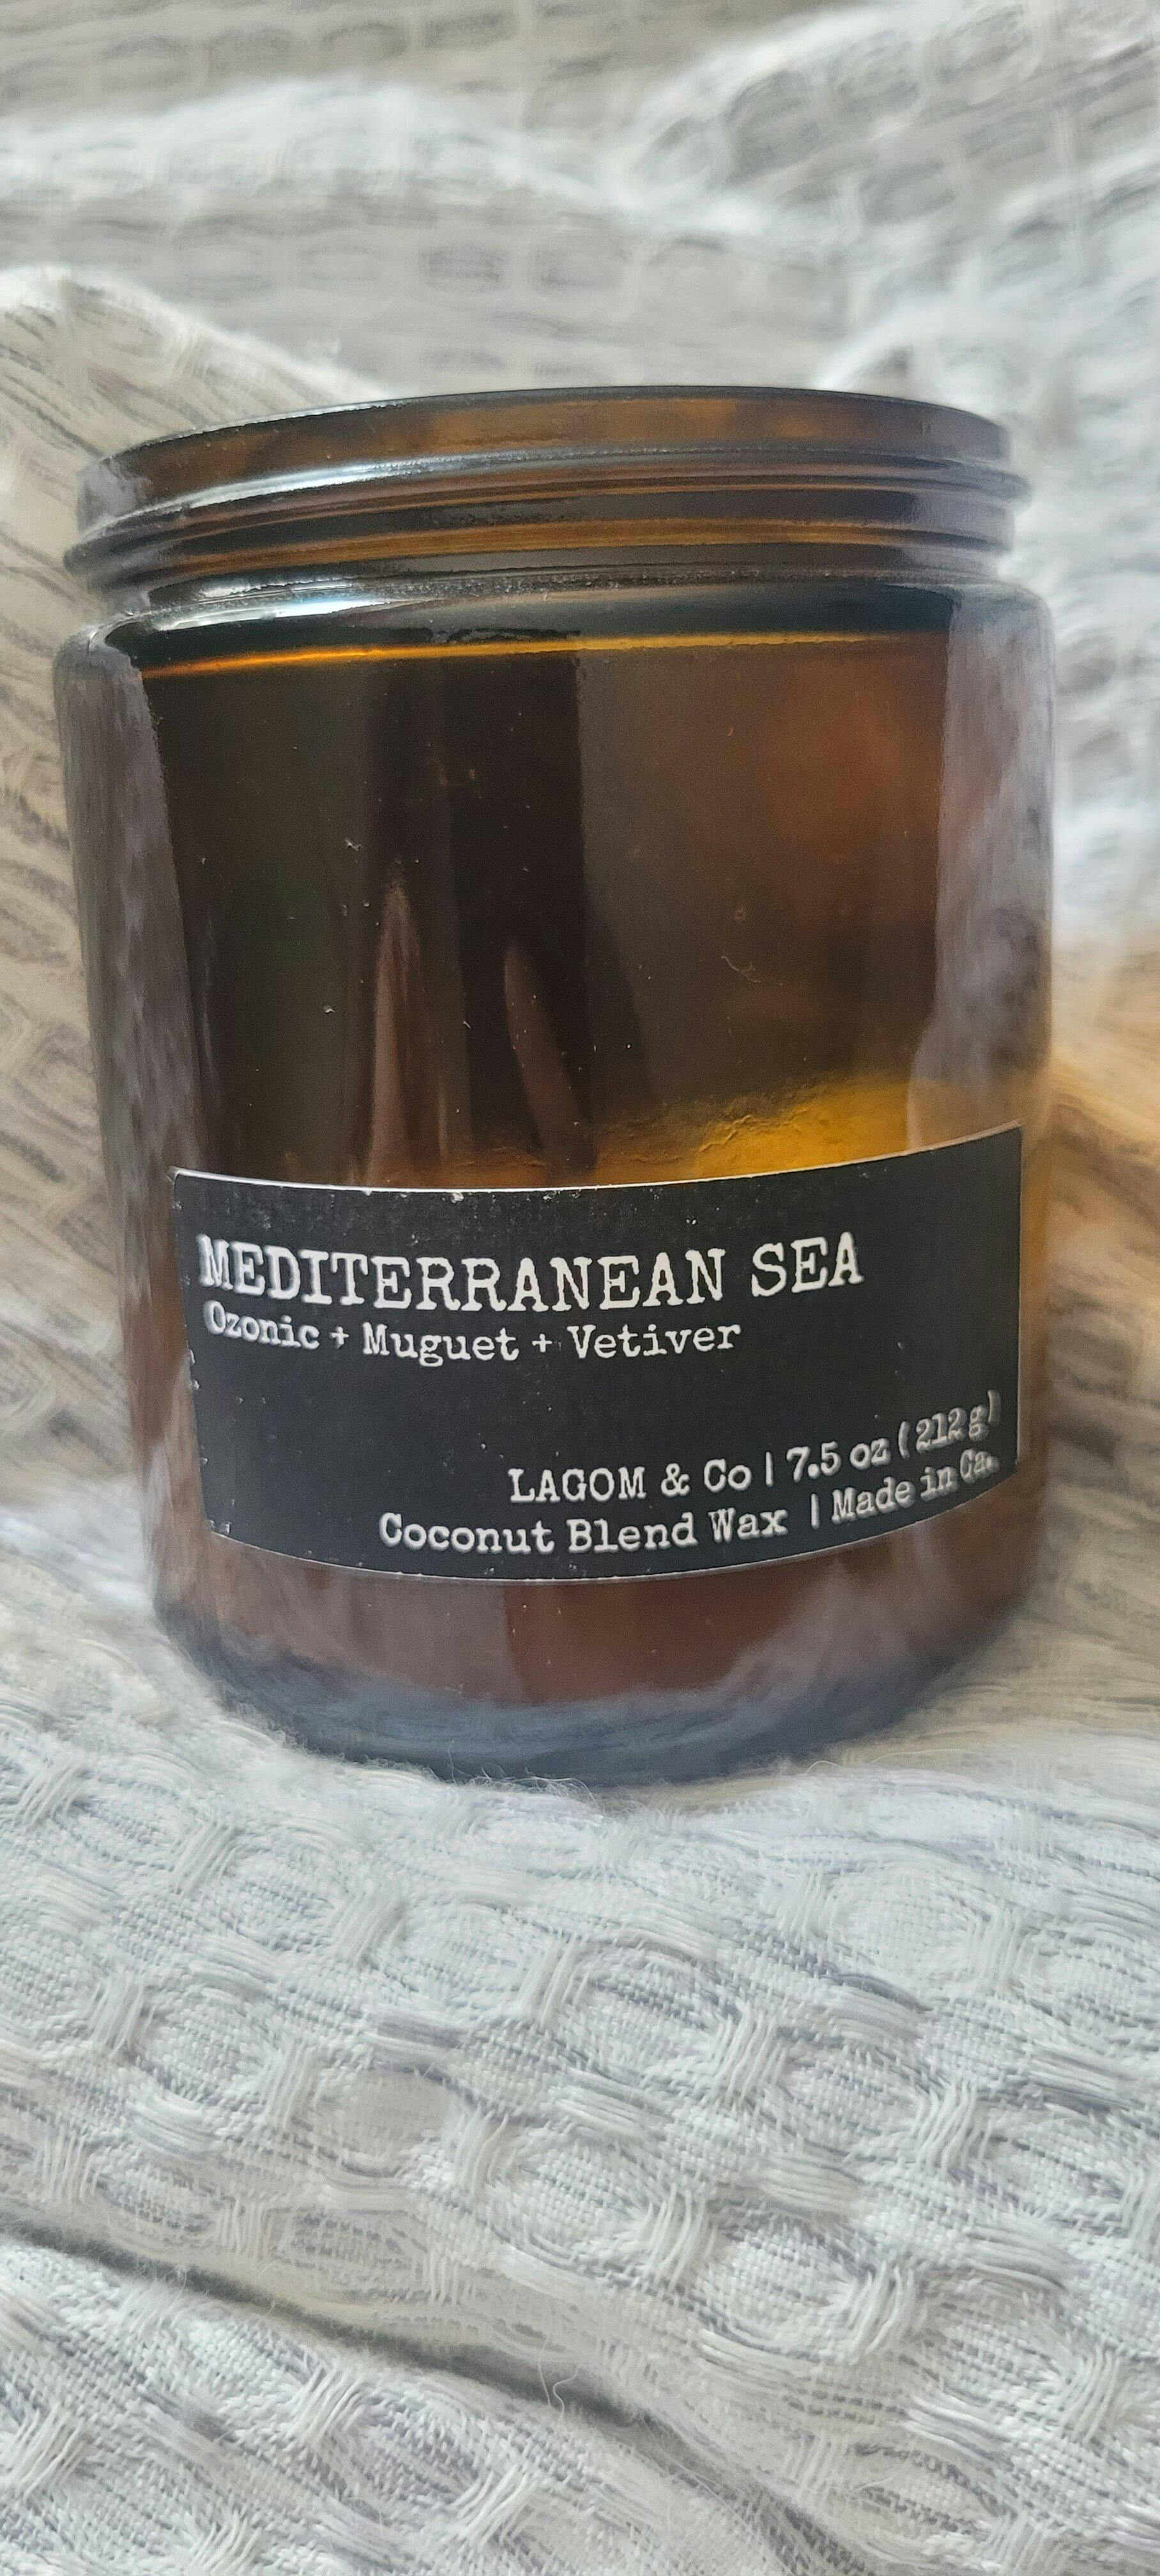 MEDITERRANEAN SEA
Ozonic + Muguet + Vetiver
LAGOM & Co | 7.5 oz ( 212 g)
Coconut Blend Wax | Made in Ca.